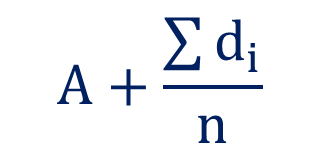 A + ∑ dᵢ / n